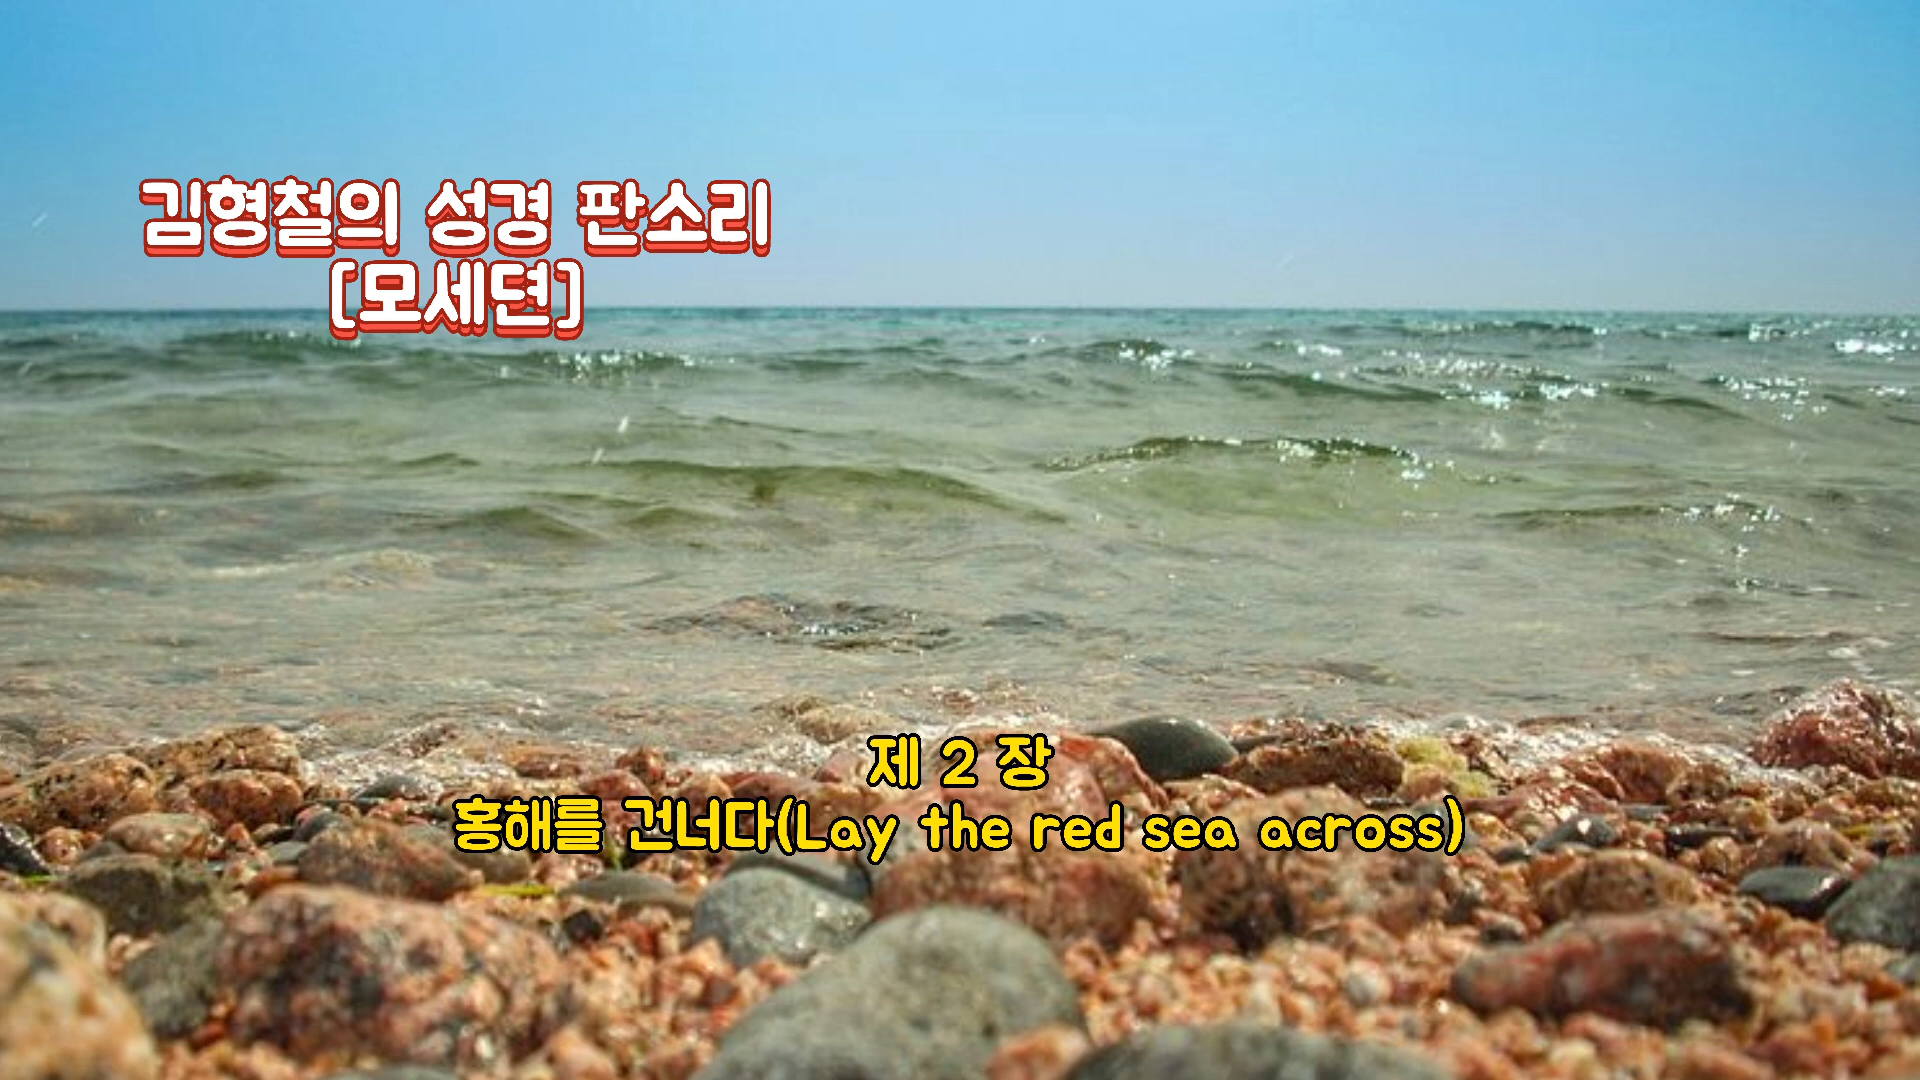 김형철의 성경 판소리
[모세뎐]
제 2 장
홍해를 건너다(Lay the red sea across)